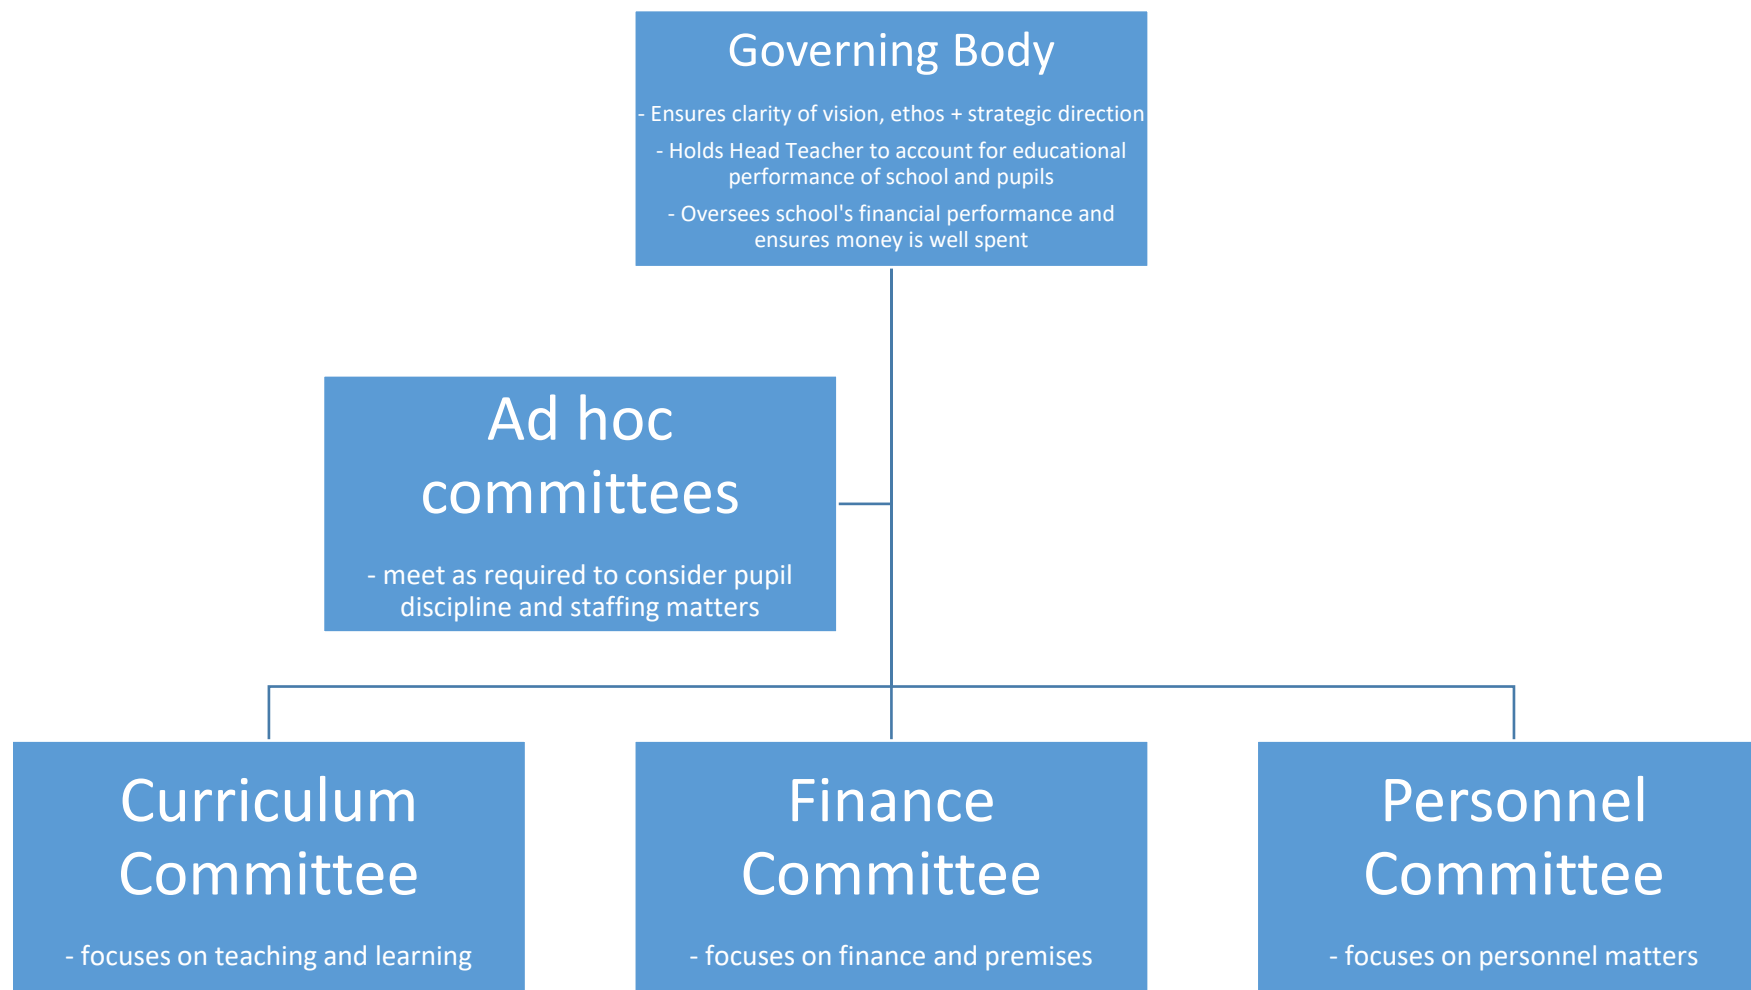 Governing Body
- Ensures clarity of vision, ethos + strategic direction
- Holds Head Teacher to account for educational
performance of school and pupils
- Oversees school's financial performance and
ensures money is well spent
Ad hoc
committees
- meet as required to consider pupil
discipline and staffing matters
Curriculum
Committee
- focuses on teaching and learning
Finance
Committee
- focuses on finance and premises
Personnel
Committee
- focuses on personnel matters